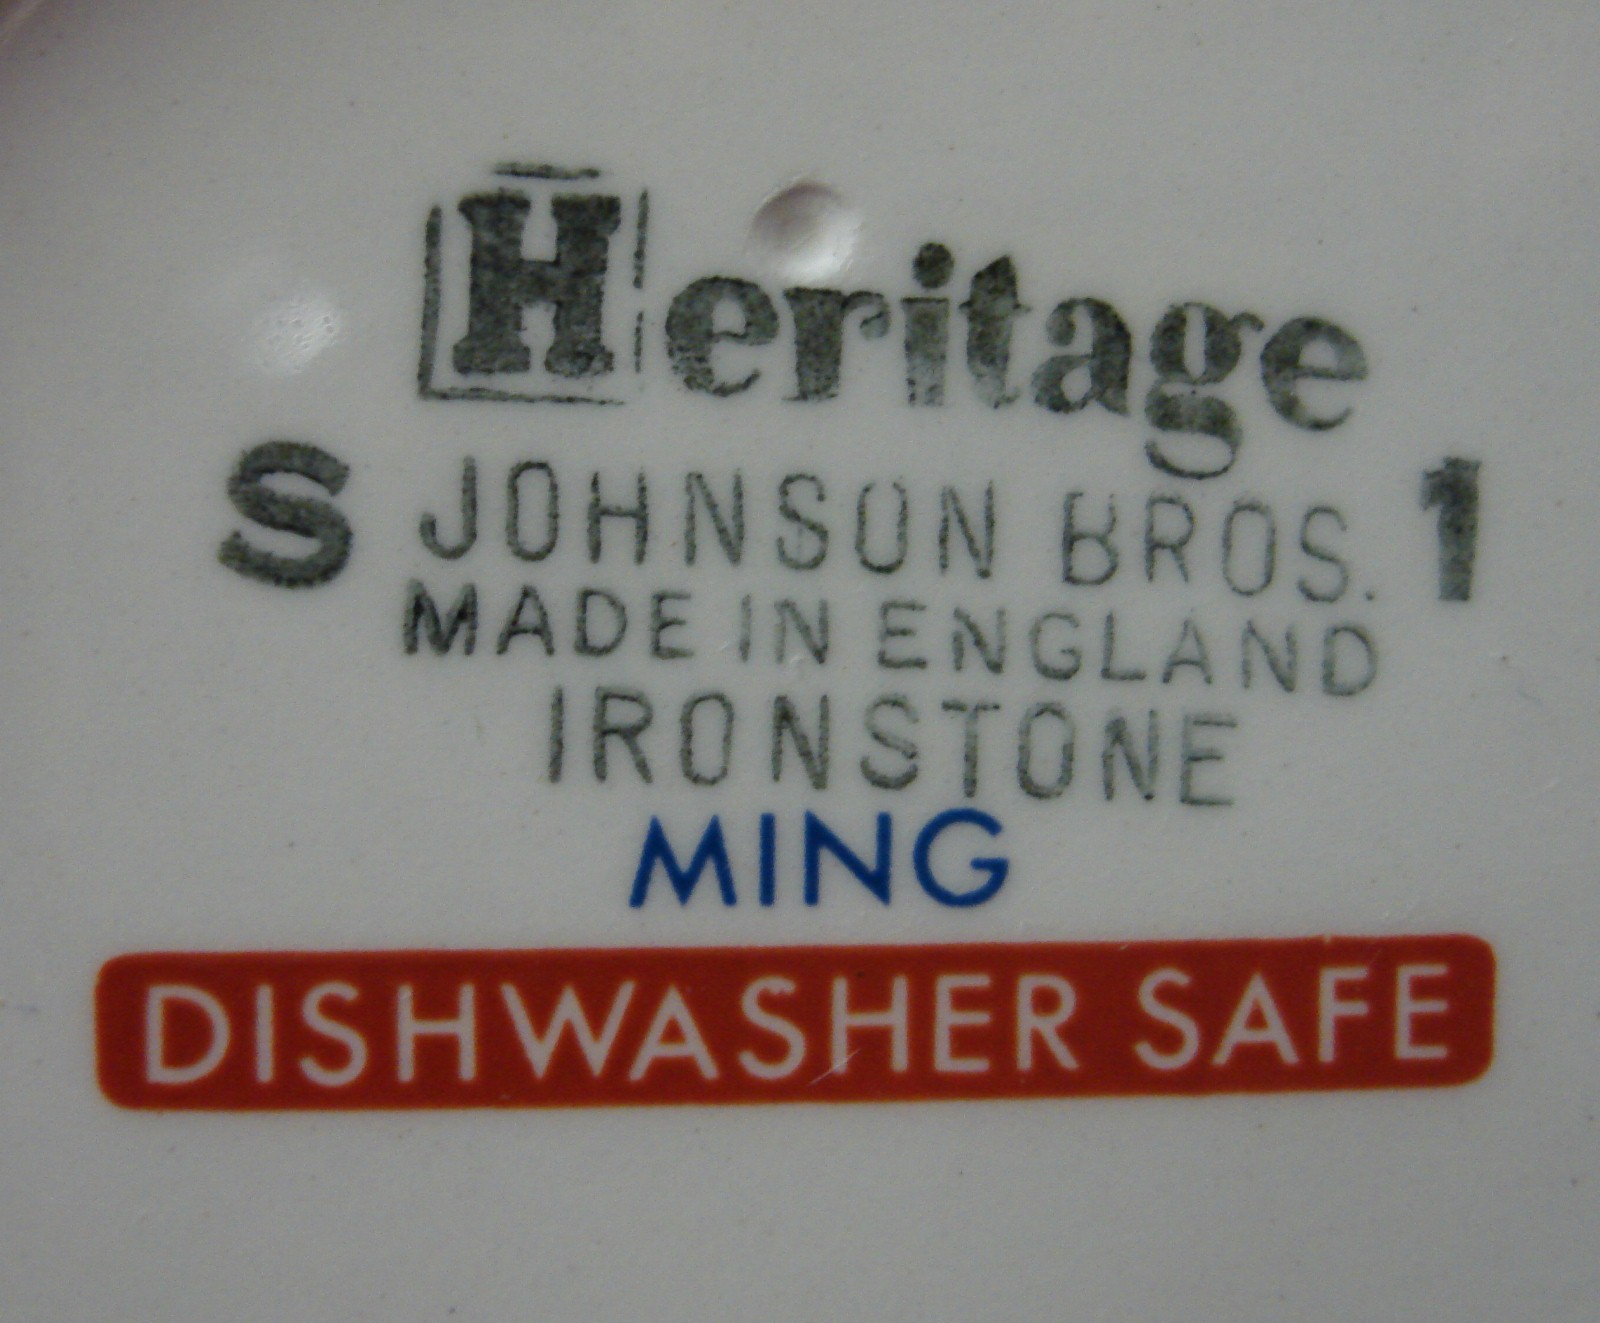 Heritage
S JOHNSON BROS. 1
MADE IN ENGLAND
IRONSTONE
MING
DISHWASHER SAFE